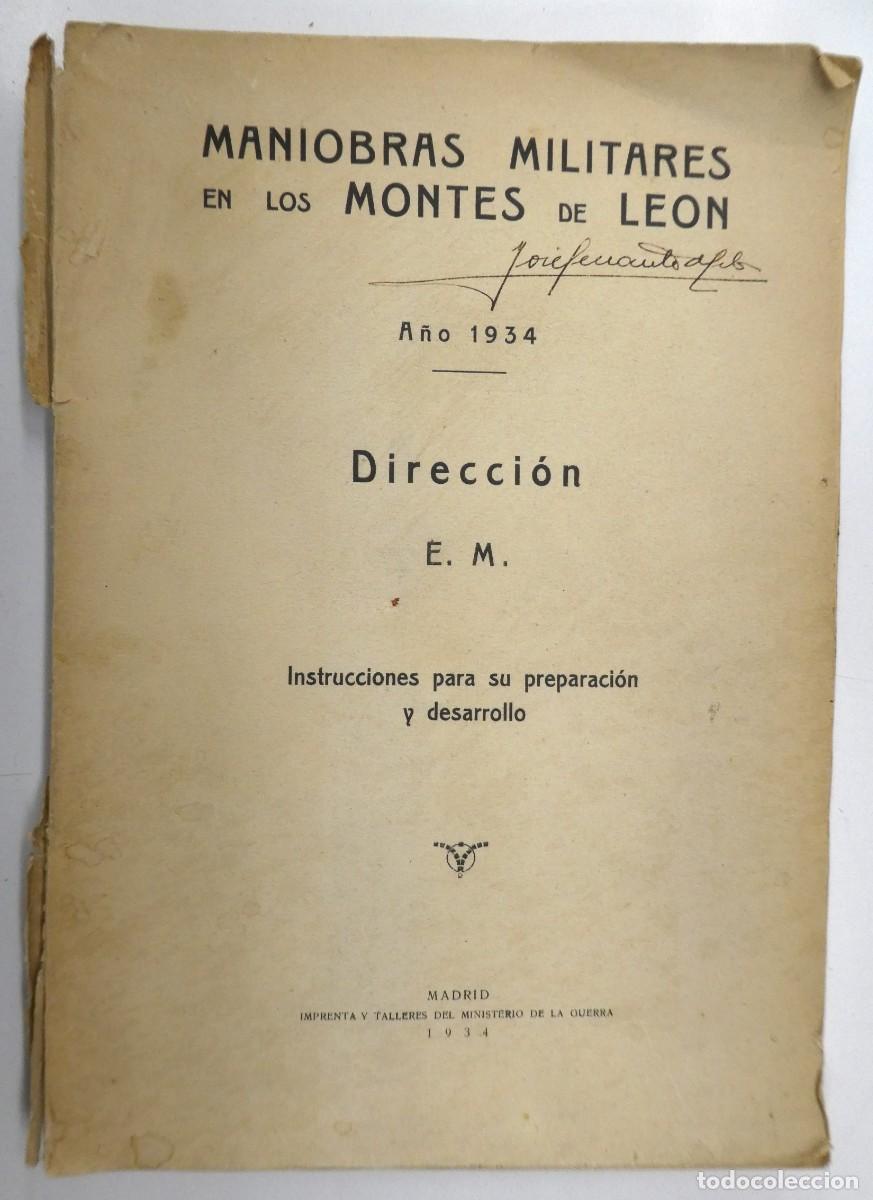 MANIOBRAS MILITARES
EN LOS MONTES DE LEON
Año 1934
Dirección
E. M.
Instrucciones para su preparación
y desarrollo
MADRID
IMPRENTA Y TALLERES DEL MINISTERIO DE LA GUERRA
1934
todocoleccion